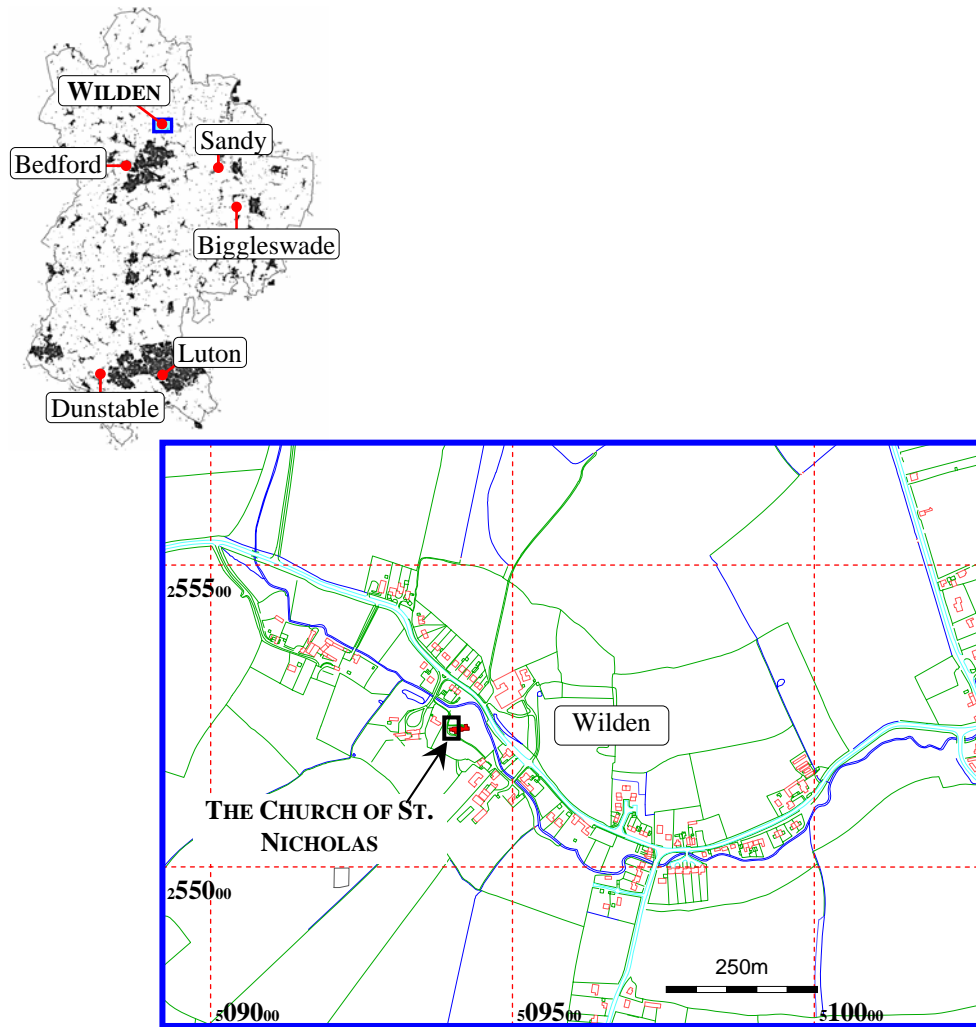 WILDEN
Sandy
Bedford
Biggleswade
Luton
Dunstable
255500
Wilden
THE CHURCH OF ST.
NICHOLAS
255000
250m
509000
509500
510000